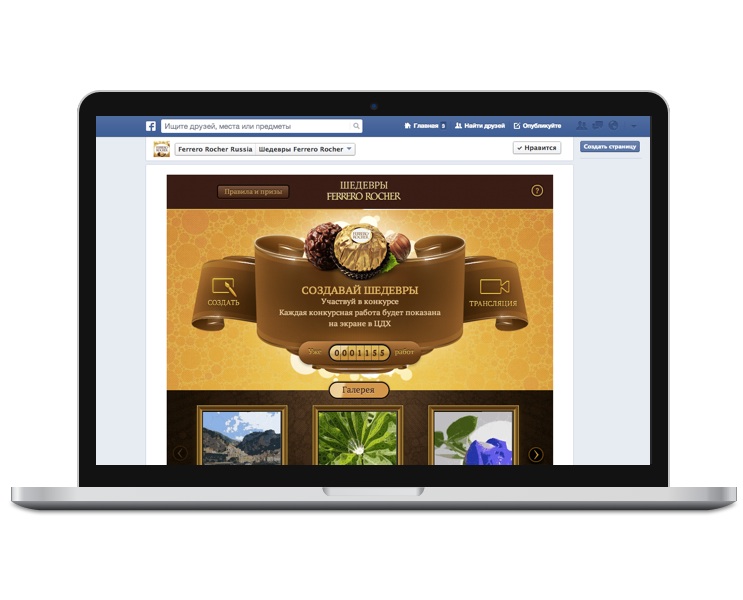 Ищите друзей, места или предметы
Главная 3 Найти друзей Опубликуйте
Ferrero Rocher Russia Шедевры Ferrero Rocher
Нравится
Создать страницу
Правила и призы
ШЕДЕВРЫ
FERRERO ROCHER
?
FERRERO
ROCHER
СОЗДАТЬ
СОЗДАВАЙ ШЕДЕВРЫ
Участвуй в конкурсе
Каждая конкурсная работа будет показана
на экране в ЦДХ
ТРАНСЛЯЦИЯ
Уже 0001155 работ
Галерея